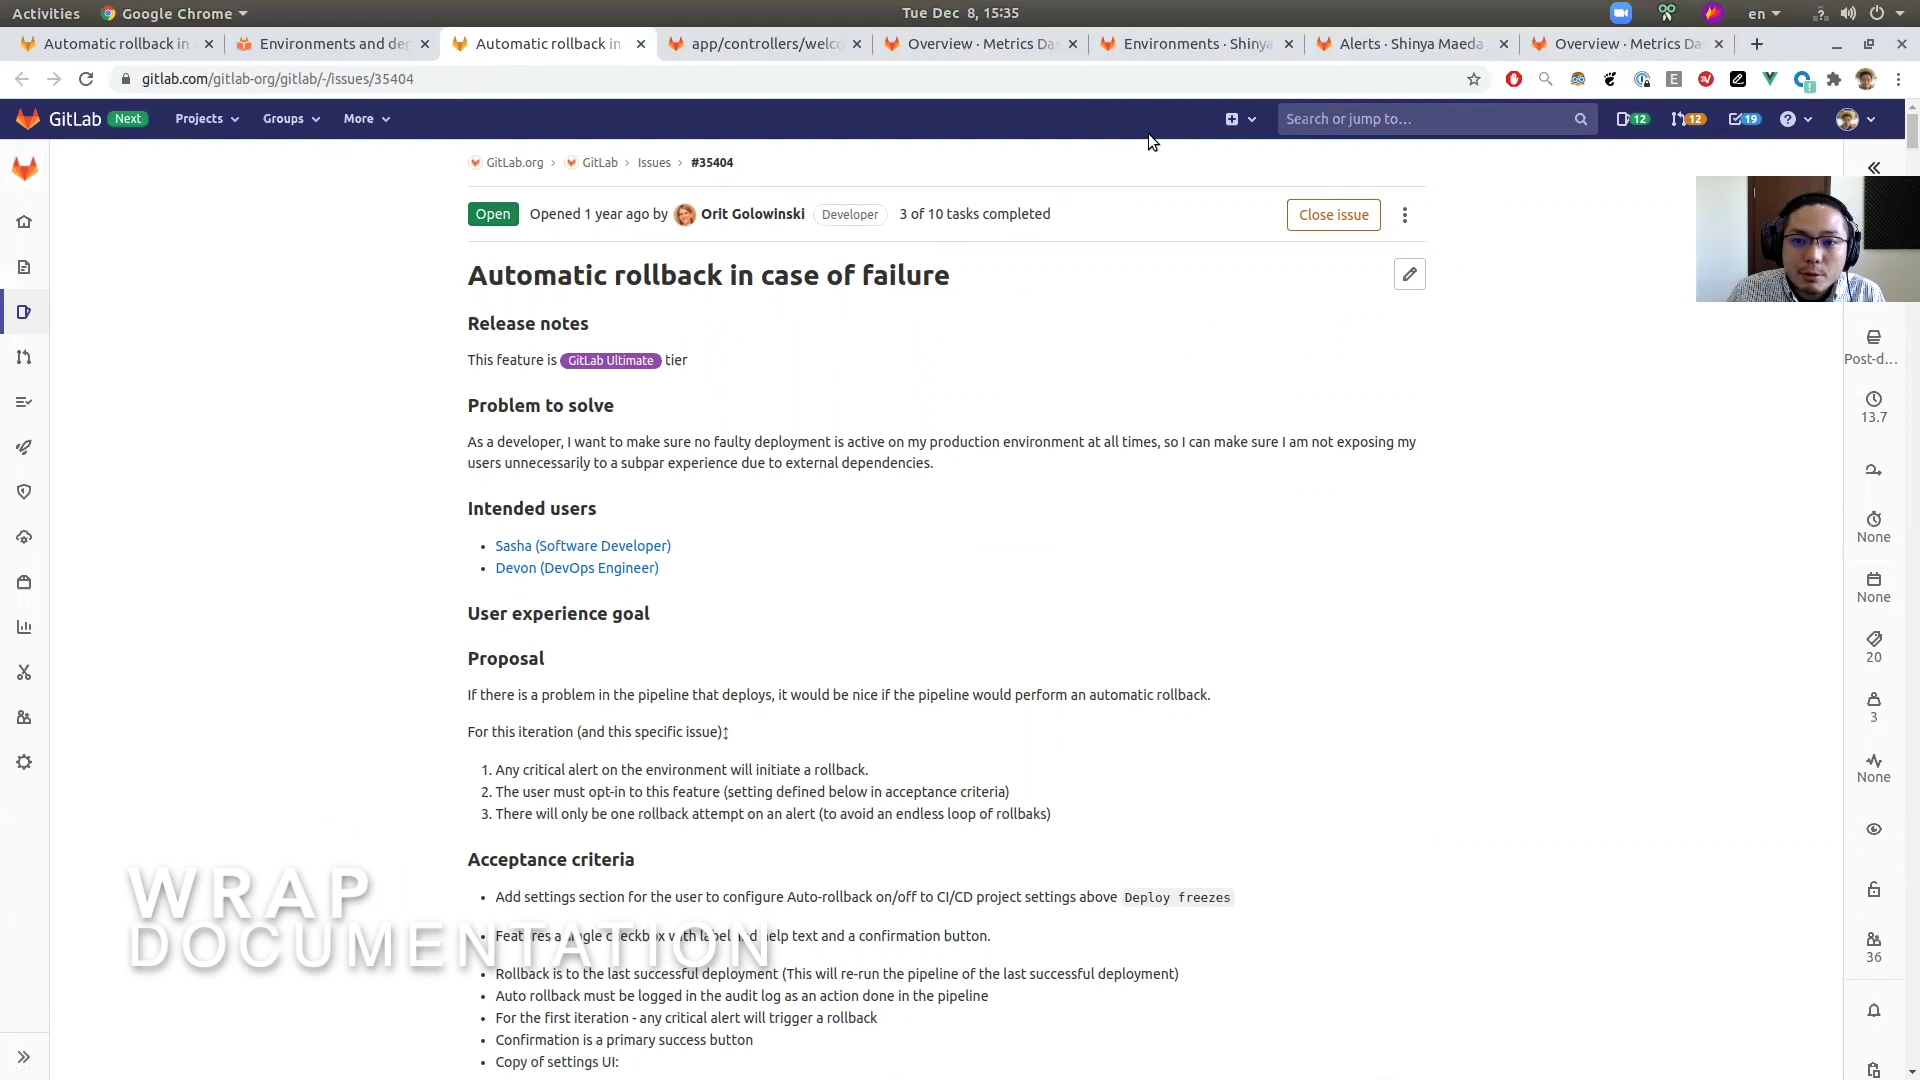 Activities
Google Chrome
Tue Dec 8, 15:35
en
Automatic rollback in
Environments and de
Automatic rollback in
app/controllers/welc
Overview · Metrics Da
Environments · Shinya
Alerts · Shinya Maeda
Overview · Metrics Da
gitlab.com/gitlab-org/gitlab/-/issues/35404
GitLab
Next
Projects
Groups
More
Search or jump to...
12
12
19
GitLab.org › GitLab › Issues › #35404
Open
Opened 1 year ago by Orit Golowinski
Developer
3 of 10 tasks completed
Close issue
Automatic rollback in case of failure
Release notes
This feature is GitLab Ultimate tier
Problem to solve
As a developer, I want to make sure no faulty deployment is active on my production environment at all times, so I can make sure I am not exposing my
users unnecessarily to a subpar experience due to external dependencies.
Intended users
• Sasha (Software Developer)
• Devon (DevOps Engineer)
User experience goal
Proposal
If there is a problem in the pipeline that deploys, it would be nice if the pipeline would perform an automatic rollback.
For this iteration (and this specific issue)↕
1. Any critical alert on the environment will initiate a rollback.
2. The user must opt-in to this feature (setting defined below in acceptance criteria)
3. There will only be one rollback attempt on an alert (to avoid an endless loop of rollbaks)
Acceptance criteria
• Add settings section for the user to configure Auto-rollback on/off to CI/CD project settings above Deploy freezes
• Features a single checkbox with label and help text and a confirmation button.
• Rollback is to the last successful deployment (This will re-run the pipeline of the last successful deployment)
• Auto rollback must be logged in the audit log as an action done in the pipeline
• For the first iteration - any critical alert will trigger a rollback
• Confirmation is a primary success button
• Copy of settings UI:
WRAP
DOCUMENTATION
Post-d...
13.7
None
None
20
3
None
36